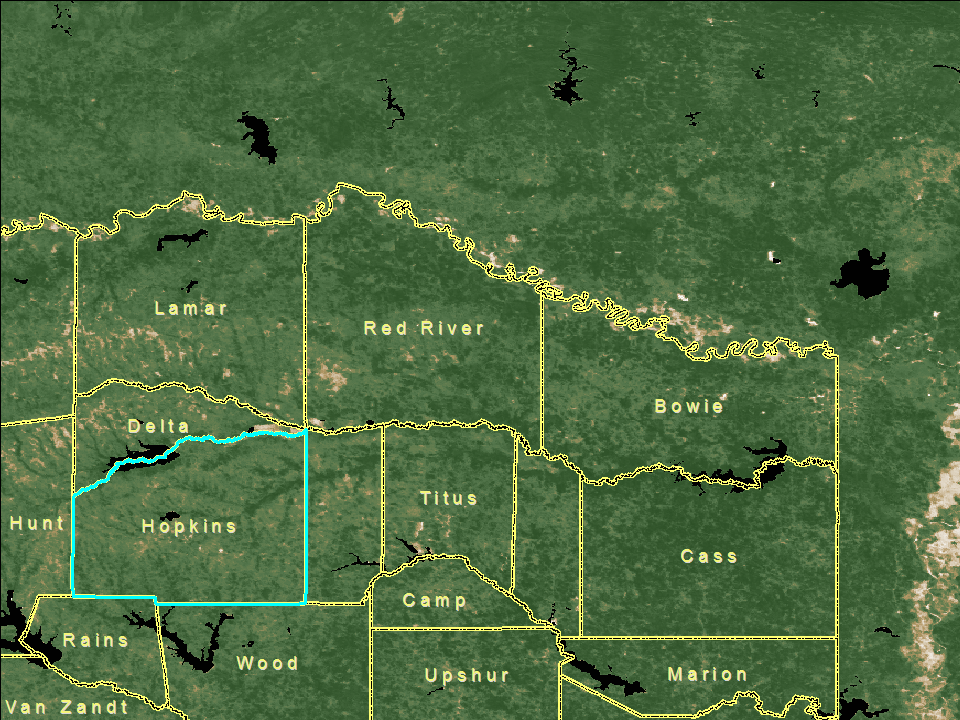 Lamar
Red River
Bowie
Delta
Titus
Hunt
Hopkins
Cass
Camp
Rains
Wood
Upshur
Marion
Van Zandt